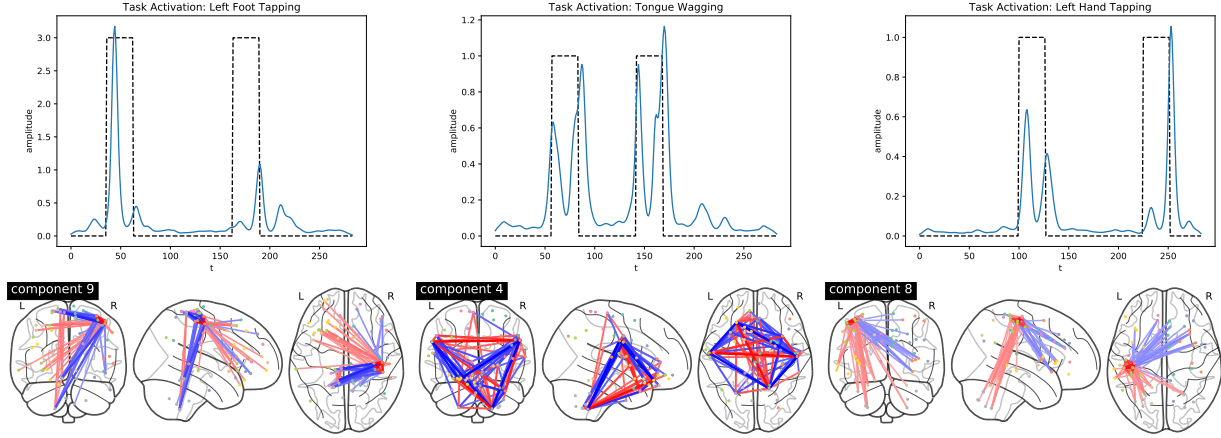 Task Activation: Left Foot Tapping
3.0
2.5
2.0
1.5
1.0
0.5
0.0
amplitude
0 50 100 150 200 250
t
Task Activation: Tongue Wagging
1.2
1.0
0.8
0.6
0.4
0.2
0.0
amplitude
0 50 100 150 200 250
t
Task Activation: Left Hand Tapping
1.0
0.8
0.6
0.4
0.2
0.0
amplitude
0 50 100 150 200 250
t
component 9
L R
L R
component 4
L R
L R
component 8
L R
L R